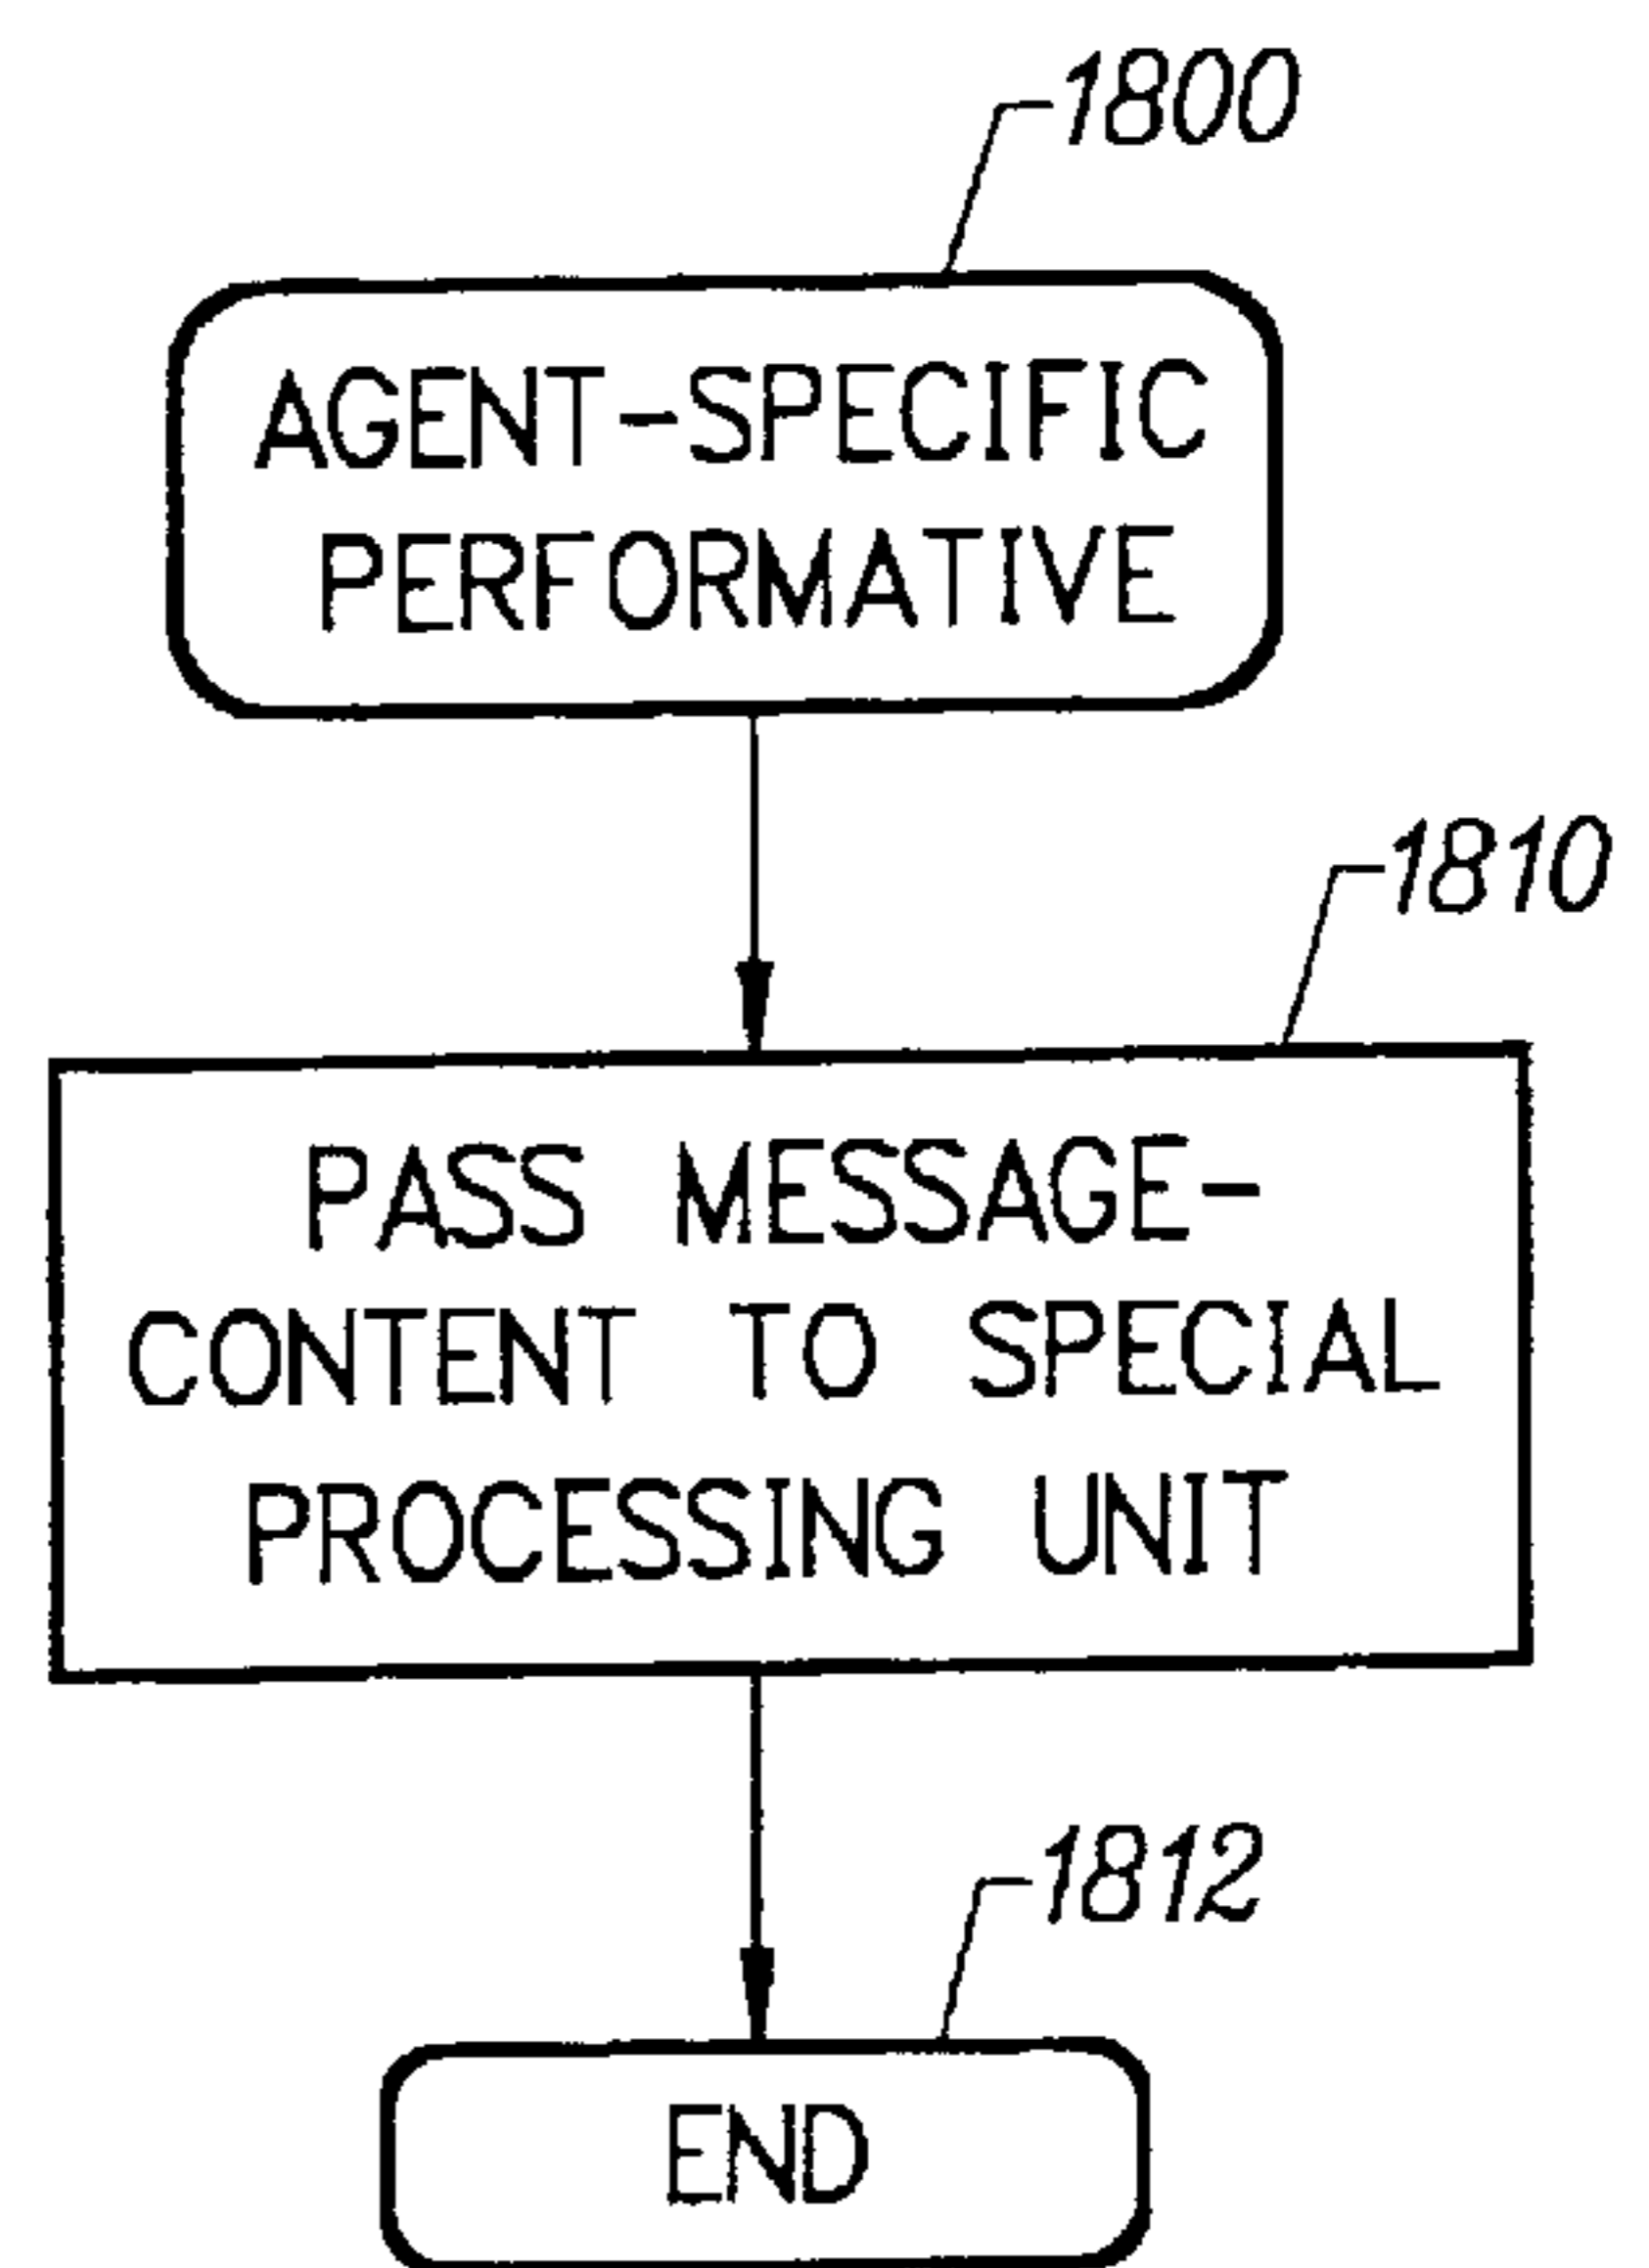 1800
AGENT-SPECIFIC
PERFORMATIVE
1810
PASS MESSAGE-
CONTENT TO SPECIAL
PROCESSING UNIT
1812
END